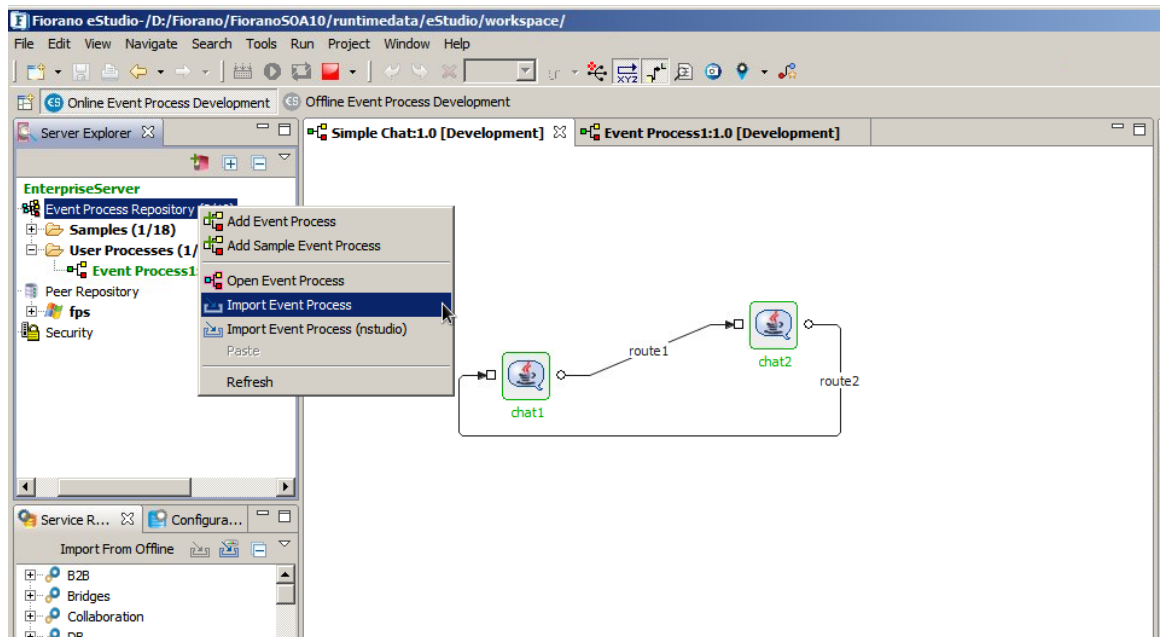 Fiorano eStudio-/D:/Fiorano/FioranoSOA10/runtimedata/eStudio/workspace/
File Edit View Navigate Search Tools Run Project Window Help
XYZ
Online Event Process Development Offline Event Process Development
Server Explorer
Simple Chat:1.0 [Development] Event Process1:1.0 [Development]
EnterpriseServer
Event Process Repository
Samples (1/18)
User Processes (1/
Event Process1:
Peer Repository
fps
Security
Add Event Process
Add Sample Event Process
Open Event Process
Import Event Process
Import Event Process (nstudio)
Paste
Refresh
route1
chat2
route2
chat1
Service R... Configura...
Import From Offline
B2B
Bridges
Collaboration
DB